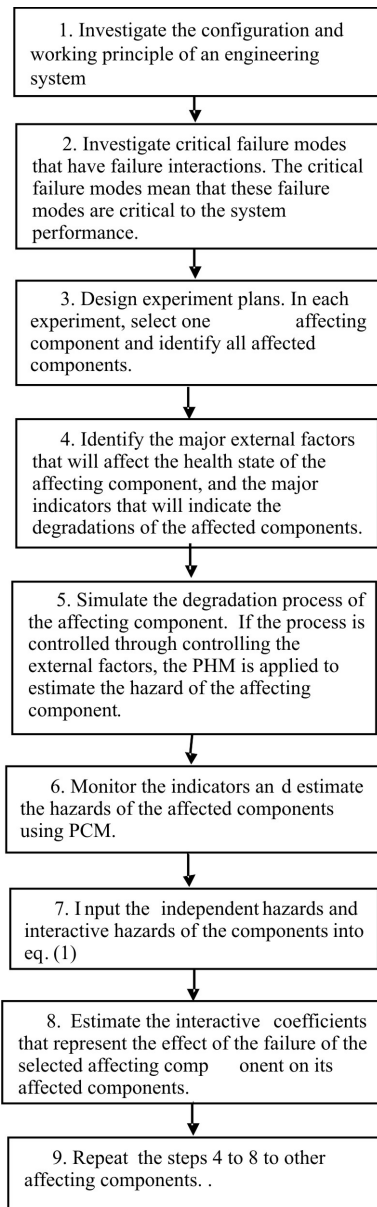 1. Investigate the configuration and
working principle of an engineering
system
2. Investigate critical failure modes
that have failure interactions. The critical
failure modes mean that these failure
modes are critical to the system
performance.
3. Design experiment plans. In each
experiment, select one affecting
component and identify all affected
components.
4. Identify the major external factors
that will affect the health state of the
affecting component, and the major
indicators that will indicate the
degradations of the affected components.
5. Simulate the degradation process of
the affecting component. If the process is
controlled through controlling the
external factors, the PHM is applied to
estimate the hazard of the affecting
component.
6. Monitor the indicators an d estimate
the hazards of the affected components
using PCM.
7. I nput the independent hazards and
interactive hazards of the components into
eq. (1)
8. Estimate the interactive coefficients
that represent the effect of the failure of the
selected affecting comp onent on its
affected components.
9. Repeat the steps 4 to 8 to other
affecting components. .